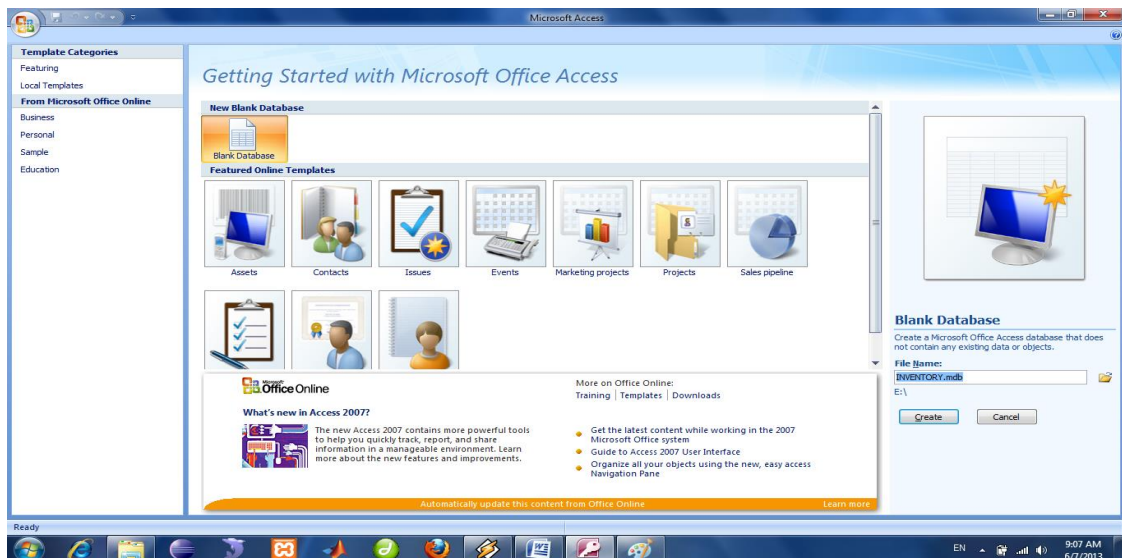 Microsoft Access
Template Categories
Featuring
Local Templates
From Microsoft Office Online
Business
Personal
Sample
Education
Getting Started with Microsoft Office Access
New Blank Database
Blank Database
Featured Online Templates
Assets
Contacts
Issues
Events
Marketing projects
Projects
Sales pipeline
Microsoft
Office Online
What's new in Access 2007?
The new Access 2007 contains more powerful tools
to help you quickly track, report, and share
information in a manageable environment. Learn
more about the new features and improvements.
More on Office Online:
Training | Templates | Downloads
Get the latest content while working in the 2007
Microsoft Office system
Guide to Access 2007 User Interface
Organize all your objects using the new, easy access
Navigation Pane
Automatically update this content from Office Online
Learn more
Blank Database
Create a Microsoft Office Access database that does
not contain any existing data or objects.
File Name:
INVENTORY.mdb
E:\
Create
Cancel
Ready
EN
9:07 AM
6/7/2013